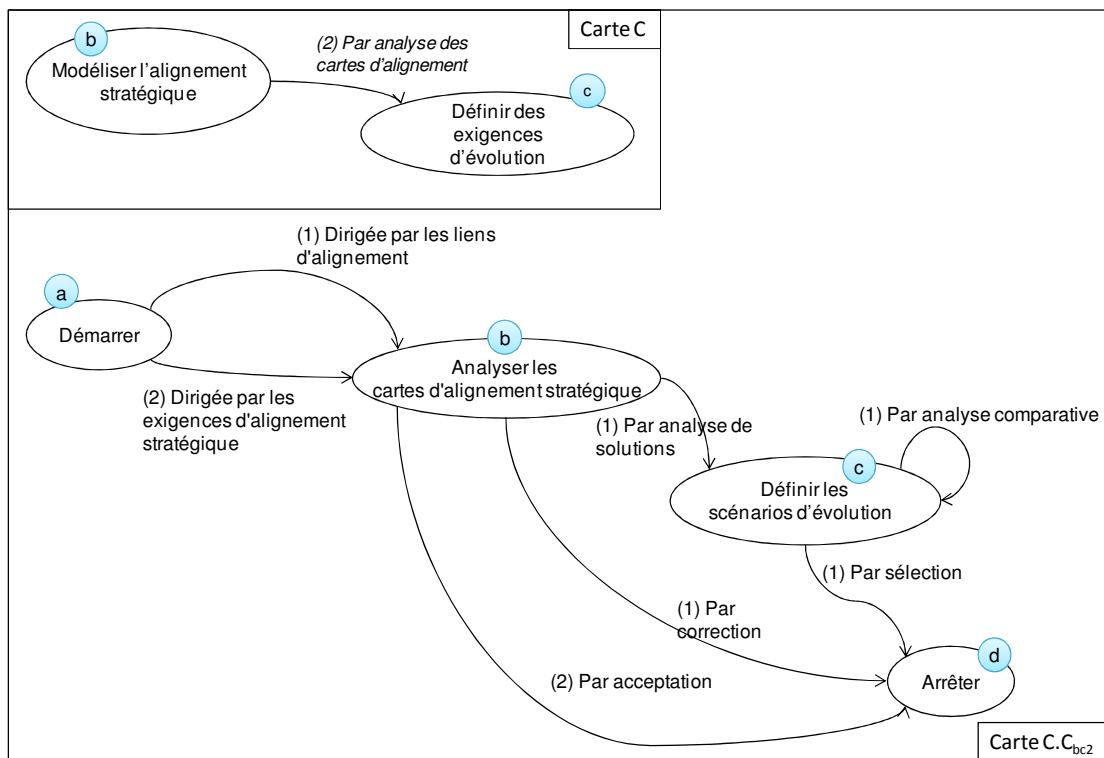 Carte C
b
Modéliser l'alignement
stratégique
(2) Par analyse des
cartes d'alignement
c
Définir des
exigences
d'évolution
(1) Dirigée par les liens
d'alignement
a
Démarrer
(2) Dirigée par les
exigences d'alignement
stratégique
b
Analyser les
cartes d'alignement stratégique
(1) Par analyse de
solutions
(1) Par analyse comparative
c
Définir les
scénarios d'évolution
(1) Par sélection
(1) Par
correction
(2) Par acceptation
d
Arrêter
Carte C.Cbc2